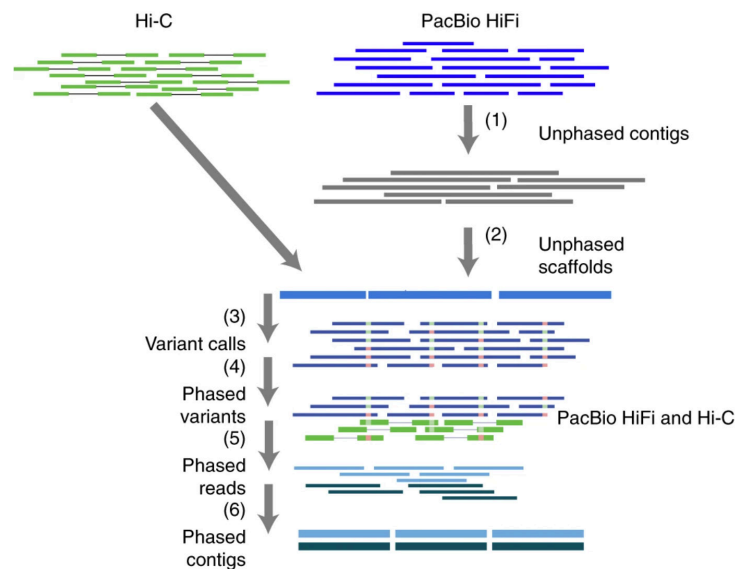 Hi-C
PacBio HiFi
(1)
Unphased contigs
(2)
Unphased
scaffolds
(3)
Variant calls
(4)
Phased
variants
PacBio HiFi and Hi-C
(5)
Phased
reads
(6)
Phased
contigs